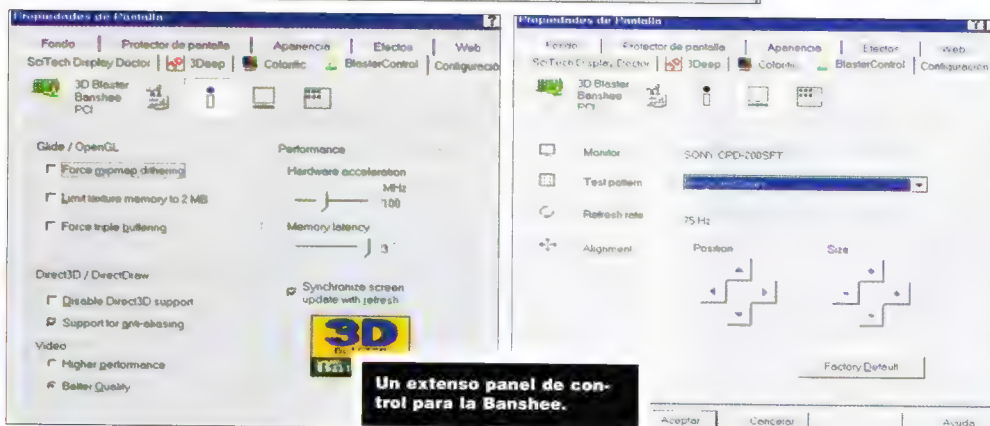 Propiedades de Pantalla
?
Fondo
Protector de pantalla
Apariencia
Efectos
Web
SciTech Display Doctor
3Deep
Colorific
BlasterControl
Configuració
3D Blaster
Banshee
PCI
Glide / OpenGL
Force mipmap dithering
Limit texture memory to 2 MB
Force triple buffering
Direct3D / DirectDraw
Disable Direct3D support
Support for anti-aliasing
Video
Higher performance
Better Quality
Performance
Hardware acceleration
MHz
100
Memory latency
3
Synchronize screen
update with refresh
3D
Propiedades de Pantalla
Fondo
Protector de pantalla
Apariencia
Efectos
Web
SciTech Display Doctor
3Deep
Colorific
BlasterControl
Configuración
3D Blaster
Banshee
PCI
Monitor
SONY CPD-200SFT
Test pattern
Refresh rate
75 Hz
Alignment
Position
Size
Factory Default
Aceptar
Cancelar
Ayuda
Un extenso panel de con-
trol para la Banshee.